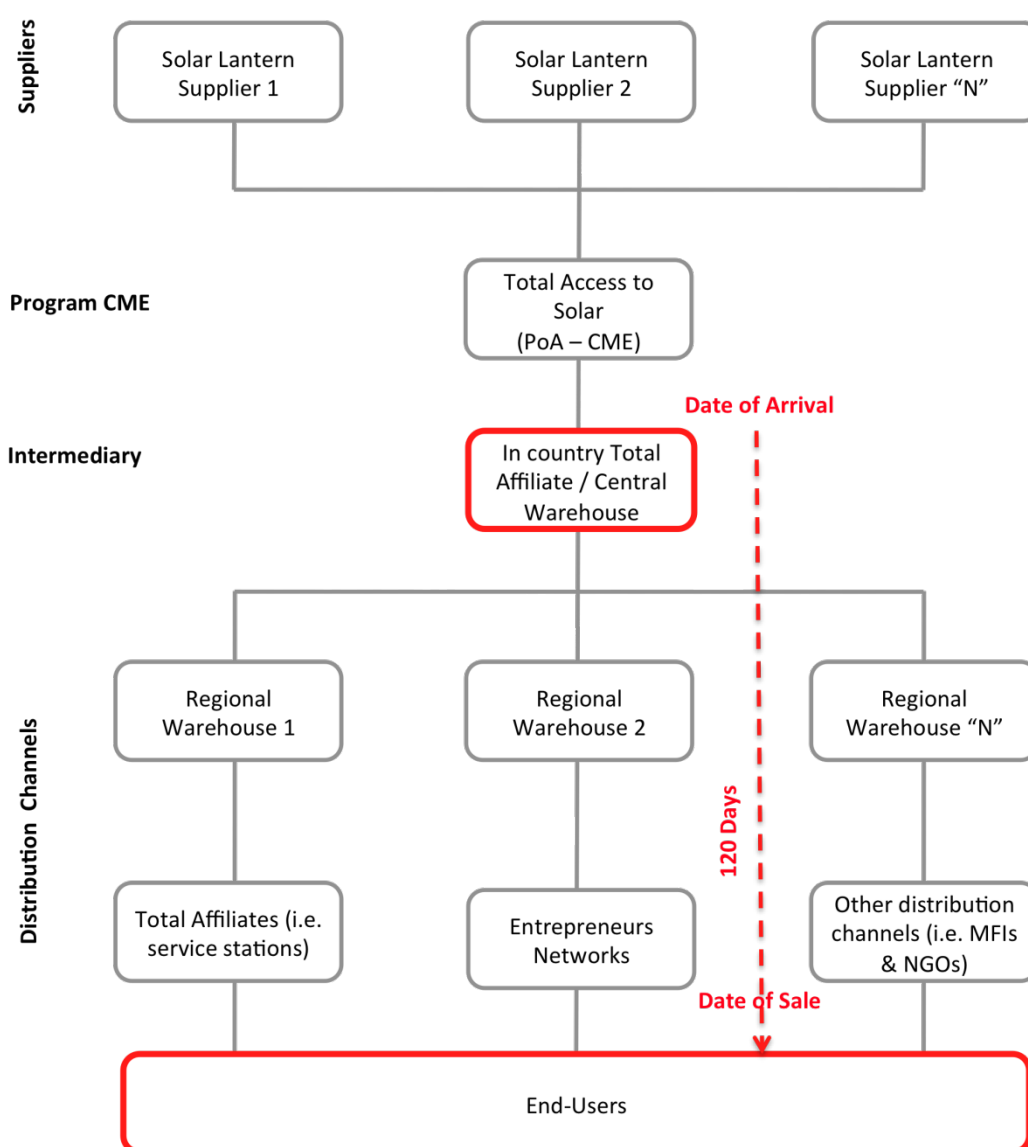 Suppliers
Solar Lantern
Supplier 1
Solar Lantern
Supplier 2
Solar Lantern
Supplier “N”
Program CME
Total Access to
Solar
(PoA – CME)
Date of Arrival
Intermediary
In country Total
Affiliate / Central
Warehouse
Distribution Channels
Regional
Warehouse 1
Regional
Warehouse 2
Regional
Warehouse “N”
120 Days
Total Affiliates (i.e.
service stations)
Entrepreneurs
Networks
Other distribution
channels (i.e. MFIs
& NGOs)
Date of Sale
End-Users